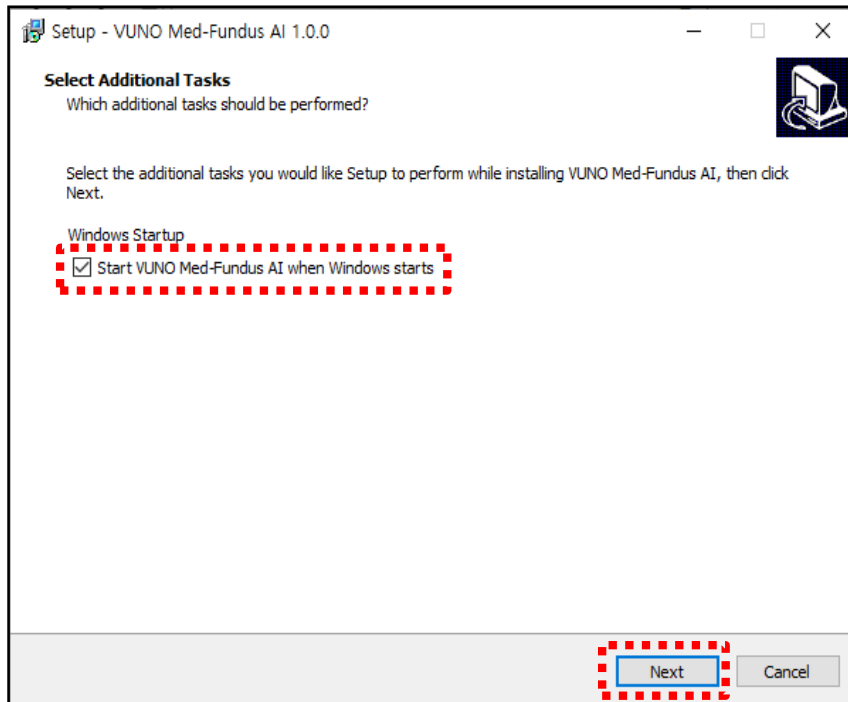 Setup - VUNO Med-Fundus AI 1.0.0
Select Additional Tasks
Which additional tasks should be performed?
Select the additional tasks you would like Setup to perform while installing VUNO Med-Fundus AI, then click
Next.
Windows Startup
Start VUNO Med-Fundus AI when Windows starts
Next
Cancel